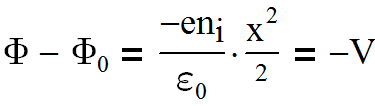 Φ − Φ₀ = −enᵢ/ε₀ · x²/2 = −V